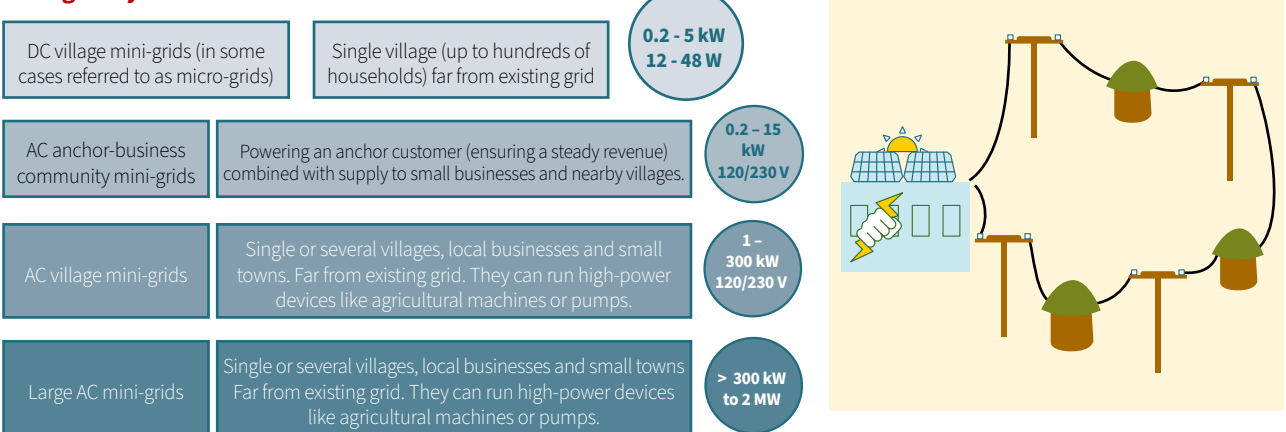 DC village mini-grids (in some
cases referred to as micro-grids)
Single village (up to hundreds of
households) far from existing grid
0.2 - 5 kW
12 - 48 W
AC anchor-business
community mini-grids
Powering an anchor customer (ensuring a steady revenue)
combined with supply to small businesses and nearby villages.
0.2 – 15
kW
120/230 V
AC village mini-grids
Single or several villages, local businesses and small
towns. Far from existing grid. They can run high-power
devices like agricultural machines or pumps.
1 –
300 kW
120/230 V
Large AC mini-grids
Single or several villages, local businesses and small towns
Far from existing grid. They can run high-power devices
like agricultural machines or pumps.
> 300 kW
to 2 MW